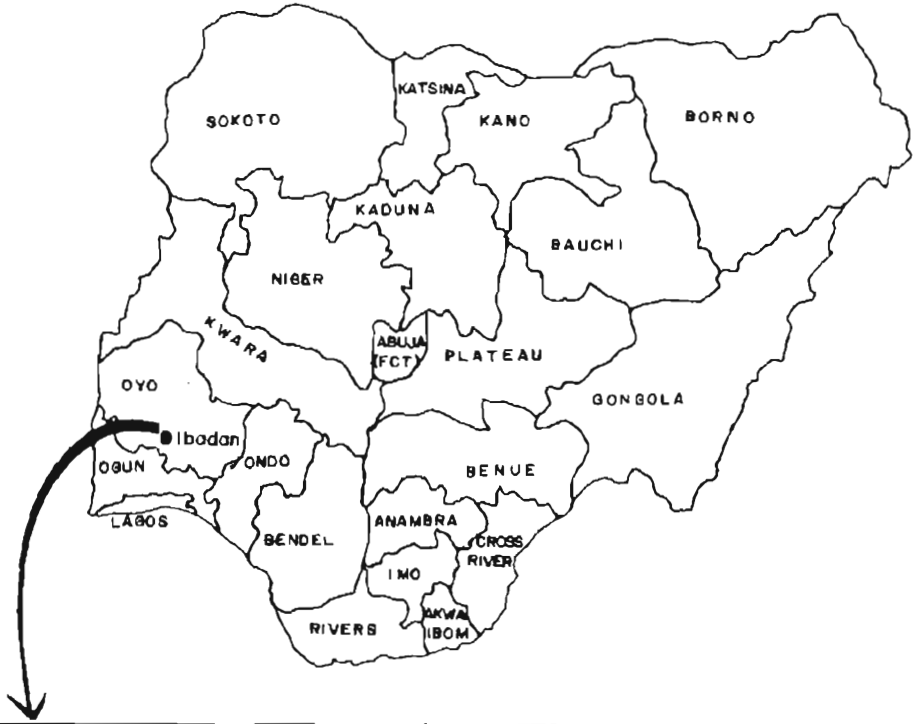 KATSINA
SOKOTO
KANO
BORNO
KADUNA
BAUCHI
NIGER
KWARA
ABUJA
(FCT)
PLATEAU
OYO
GONGOLA
Ibadan
OGUN
ONDO
BENUE
LAGOS
BENDEL
ANAMBRA
CROSS
RIVER
IMO
AKWA
IBOM
RIVERS